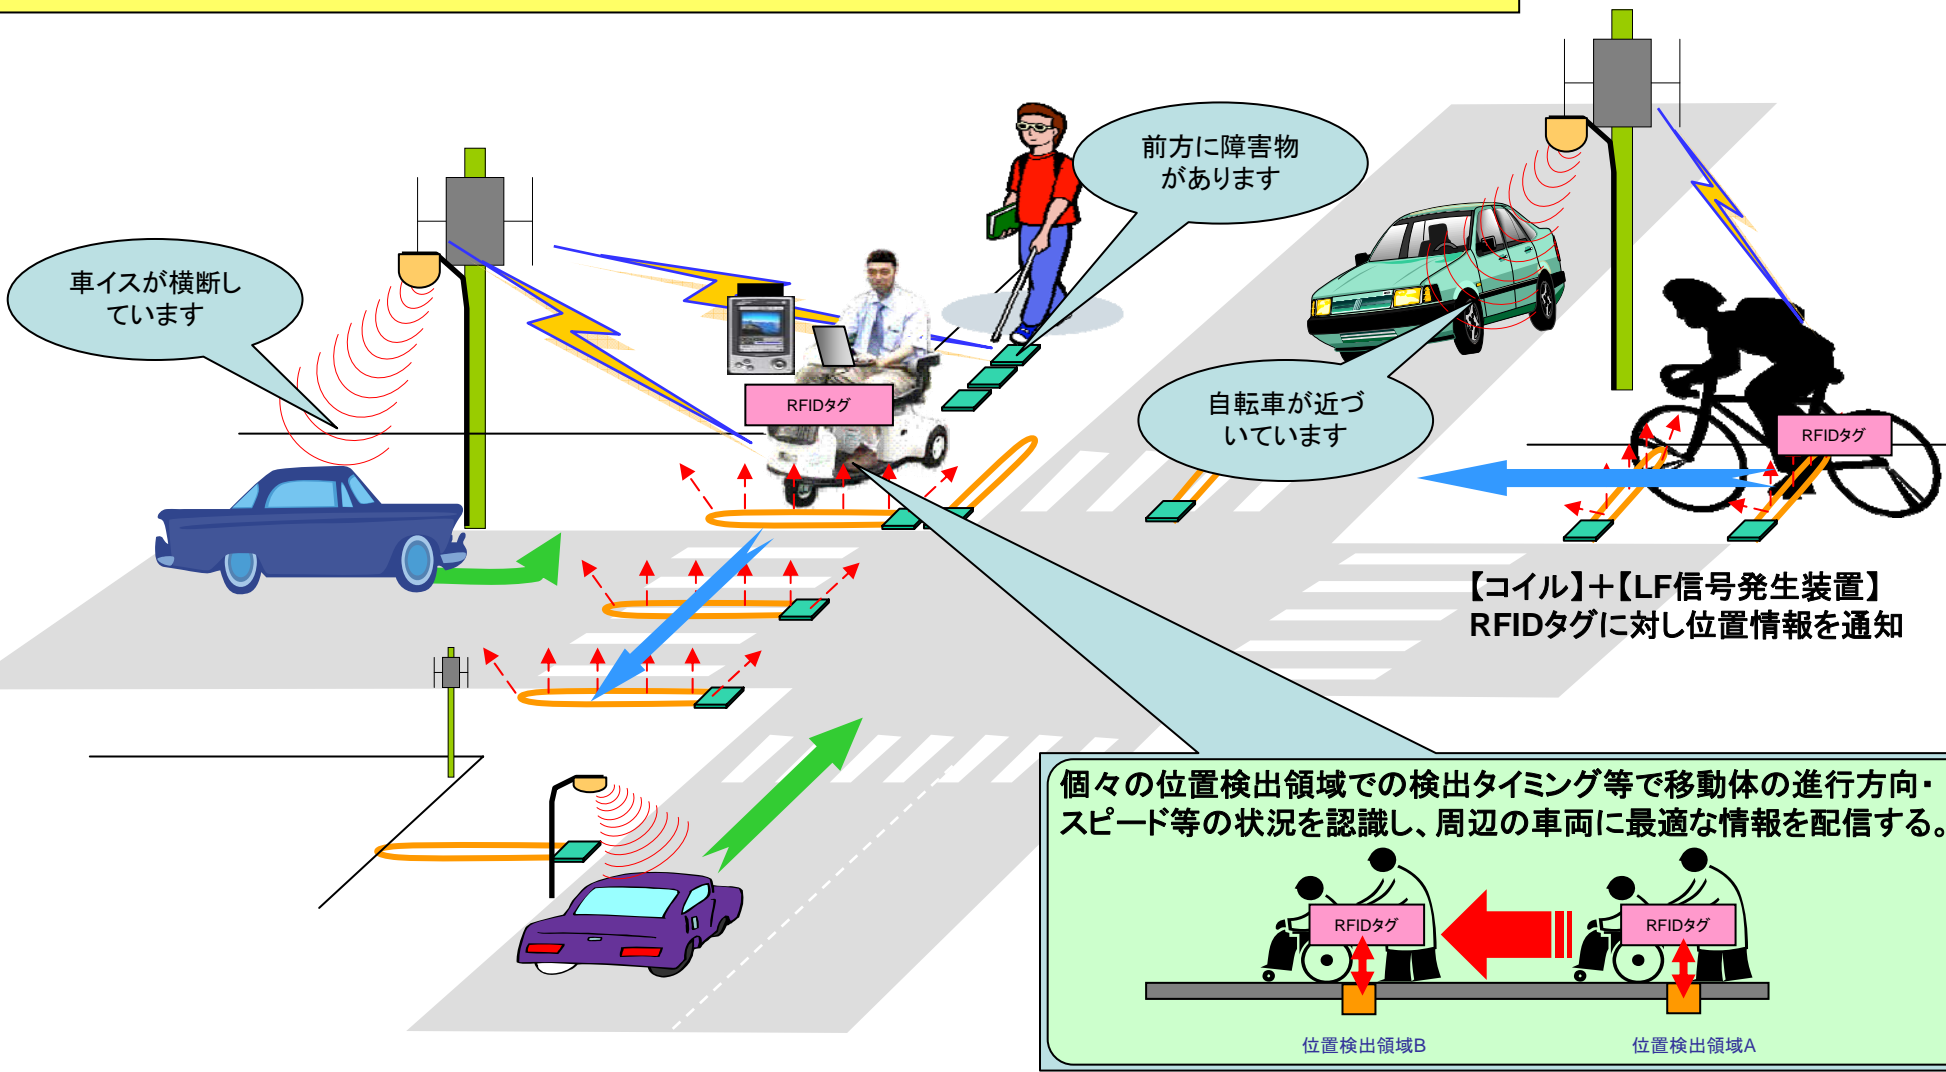 前方に障害物
があります
車イスが横断し
ています
RFIDタグ
自転車が近づ
いています
RFIDタグ
【コイル】＋【LF信号発生装置】
RFIDタグに対し位置情報を通知
個々の位置検出領域での検出タイミング等で移動体の進行方向・
スピード等の状況を認識し、周辺の車両に最適な情報を配信する。
RFIDタグ
RFIDタグ
位置検出領域B
位置検出領域A